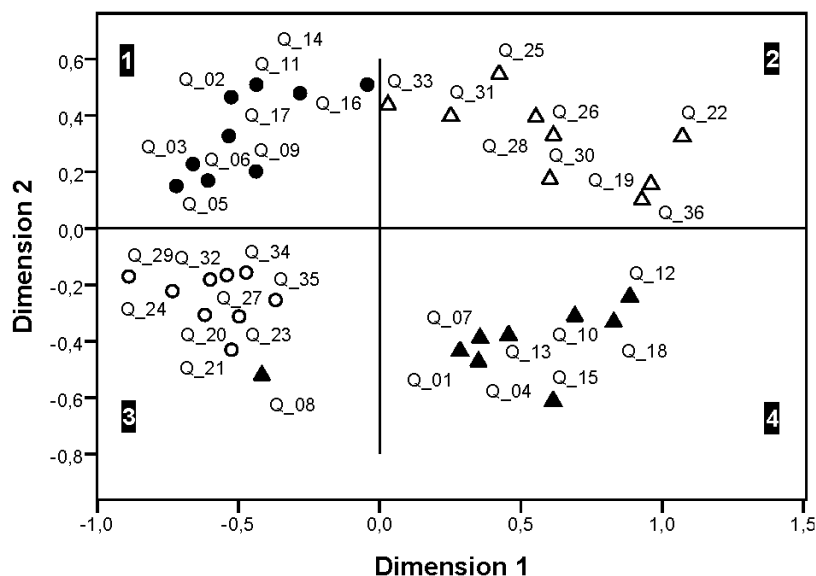 Q_14
Q_25
0,6
1
Q_11
2
Q_02
Q_33
Q_31
Q_16
Q_17
Q_26
Q_22
0,4
Q_03
Q_06
Q_09
Q_28
Q_30
0,2
Q_19
Q_05
Q_36
0,0
Q_29
Q_32
Q_34
Q_35
Q_12
-0,2
Q_24
Q_27
Q_07
Q_20
Q_23
Q_10
-0,4
Q_21
Q_13
Q_18
Q_01
Q_04
Q_15
Q_08
-0,6
3
4
-0,8
Dimension 2
-1,0
-0,5
0,0
0,5
1,0
1,5
Dimension 1